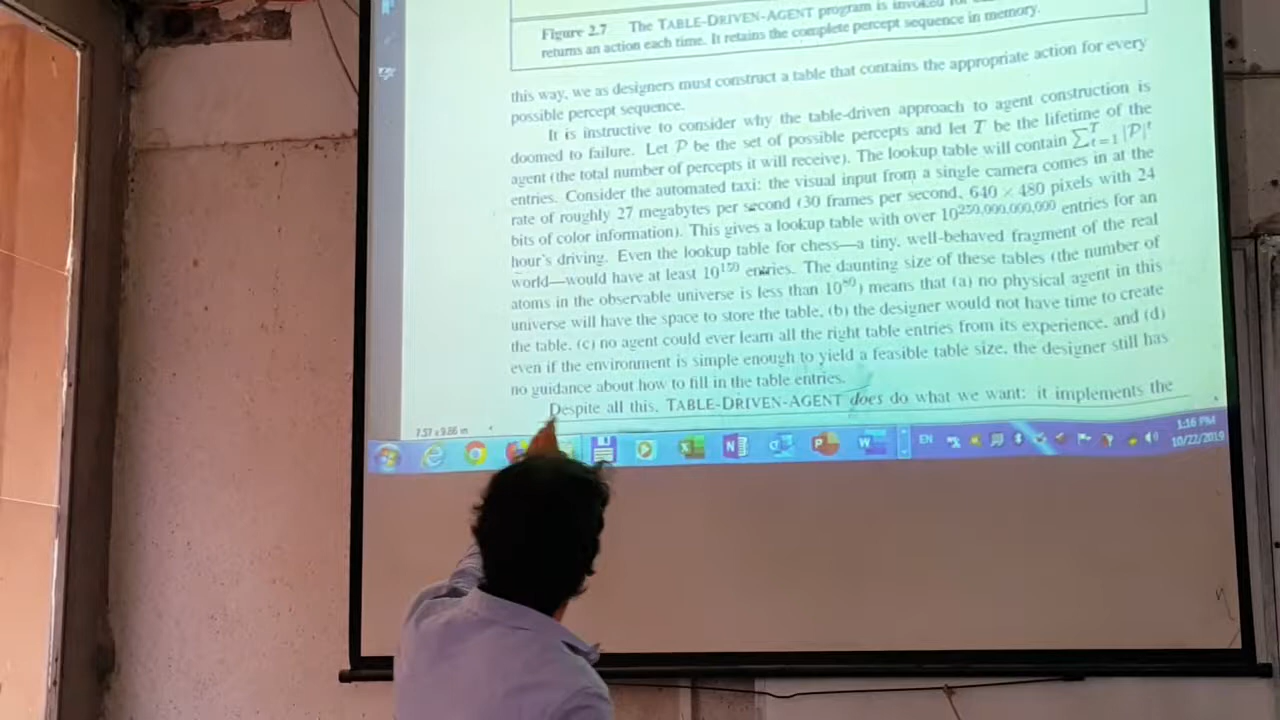 Figure 2.7 The TABLE-DRIVEN-AGENT program is invoked for
returns an action each time. It retains the complete percept sequence in memory.
this way, we as designers must construct a table that contains the appropriate action for every
possible percept sequence.
It is instructive to consider why the table-driven approach to agent construction is
doomed to failure. Let P be the set of possible percepts and let T be the lifetime of the
agent (the total number of percepts it will receive). The lookup table will contain ∑ᵀₜ₌₁ |P|ᵗ
entries. Consider the automated taxi: the visual input from a single camera comes in at the
rate of roughly 27 megabytes per second (30 frames per second, 640 × 480 pixels with 24
bits of color information). This gives a lookup table with over 10²⁵⁰,⁰⁰⁰,⁰⁰⁰,⁰⁰⁰ entries for an
hour's driving. Even the lookup table for chess—a tiny, well-behaved fragment of the real
world—would have at least 10¹⁵⁰ entries. The daunting size of these tables (the number of
atoms in the observable universe is less than 10⁸⁰) means that (a) no physical agent in this
universe will have the space to store the table, (b) the designer would not have time to create
the table, (c) no agent could ever learn all the right table entries from its experience, and (d)
even if the environment is simple enough to yield a feasible table size, the designer still has
no guidance about how to fill in the table entries.
Despite all this, TABLE-DRIVEN-AGENT does do what we want: it implements the
7.57 x 9.86 in
EN
1:16 PM
10/22/2019